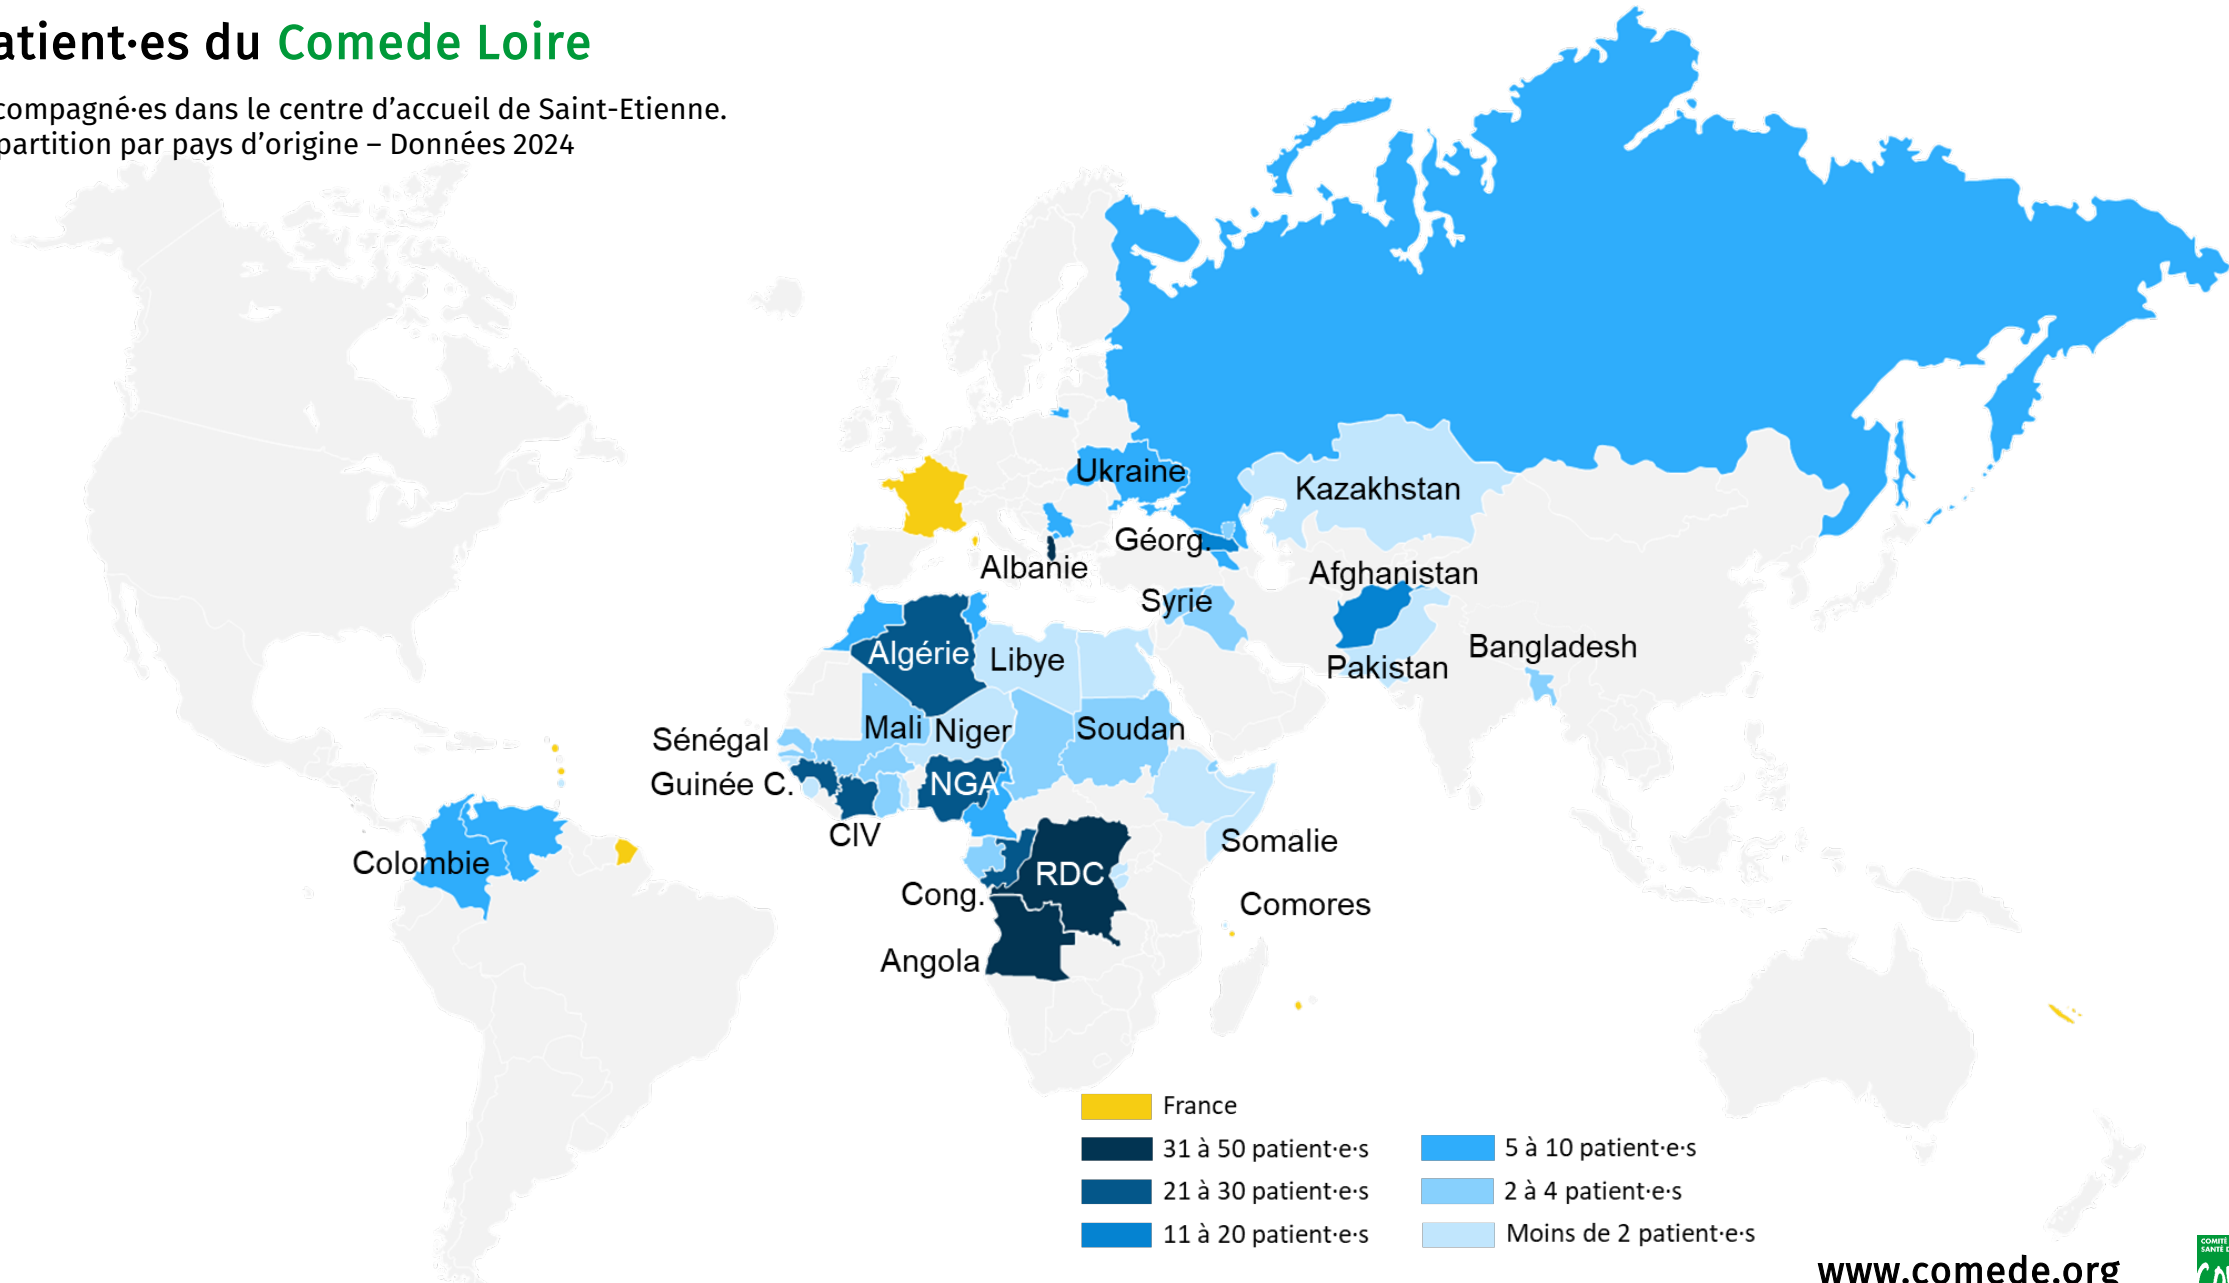 atient·es du Comede Loire
compagné·es dans le centre d’accueil de Saint-Etienne.
partition par pays d’origine – Données 2024
Ukraine
Kazakhstan
Géorg.
Albanie
Afghanistan
Syrie
Bangladesh
Algérie
Libye
Pakistan
Mali
Niger
Soudan
Sénégal
Guinée C.
NGA
CIV
Somalie
Colombie
RDC
Cong.
Comores
Angola
France
31 à 50 patient·e·s
5 à 10 patient·e·s
21 à 30 patient·e·s
2 à 4 patient·e·s
11 à 20 patient·e·s
Moins de 2 patient·e·s
www.comede.org
COMITÉ
SANTÉ D